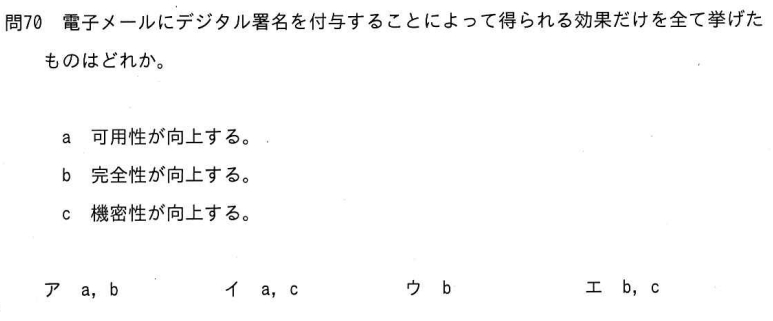 問70 電子メールにデジタル署名を付与することによって得られる効果だけを全て挙げた
ものはどれか。
a 可用性が向上する。
b 完全性が向上する。
c 機密性が向上する。
ア a, b イ a, c ウ b エ b, c